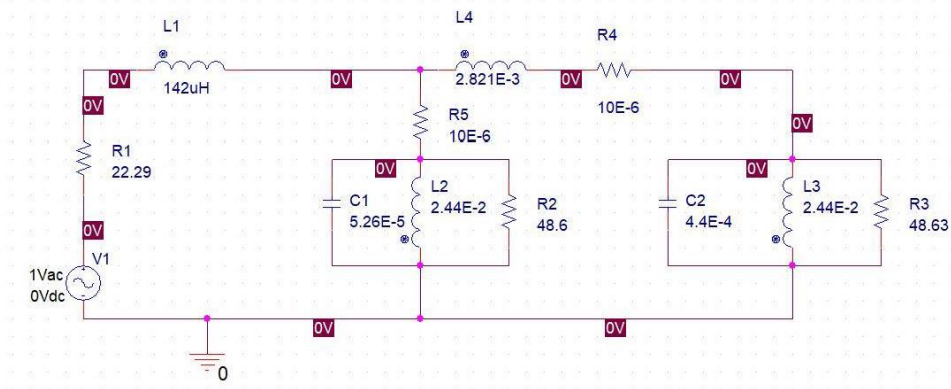 L1
L4
R4
0V
142uH
0V
2.821E-3
0V
0V
10E-6
0V
R5
10E-6
0V
R1
22.29
0V
0V
C1
5.26E-5
L2
2.44E-2
R2
48.6
C2
4.4E-4
L3
2.44E-2
R3
48.63
0V
V1
1Vac
0Vdc
0V
0V
0